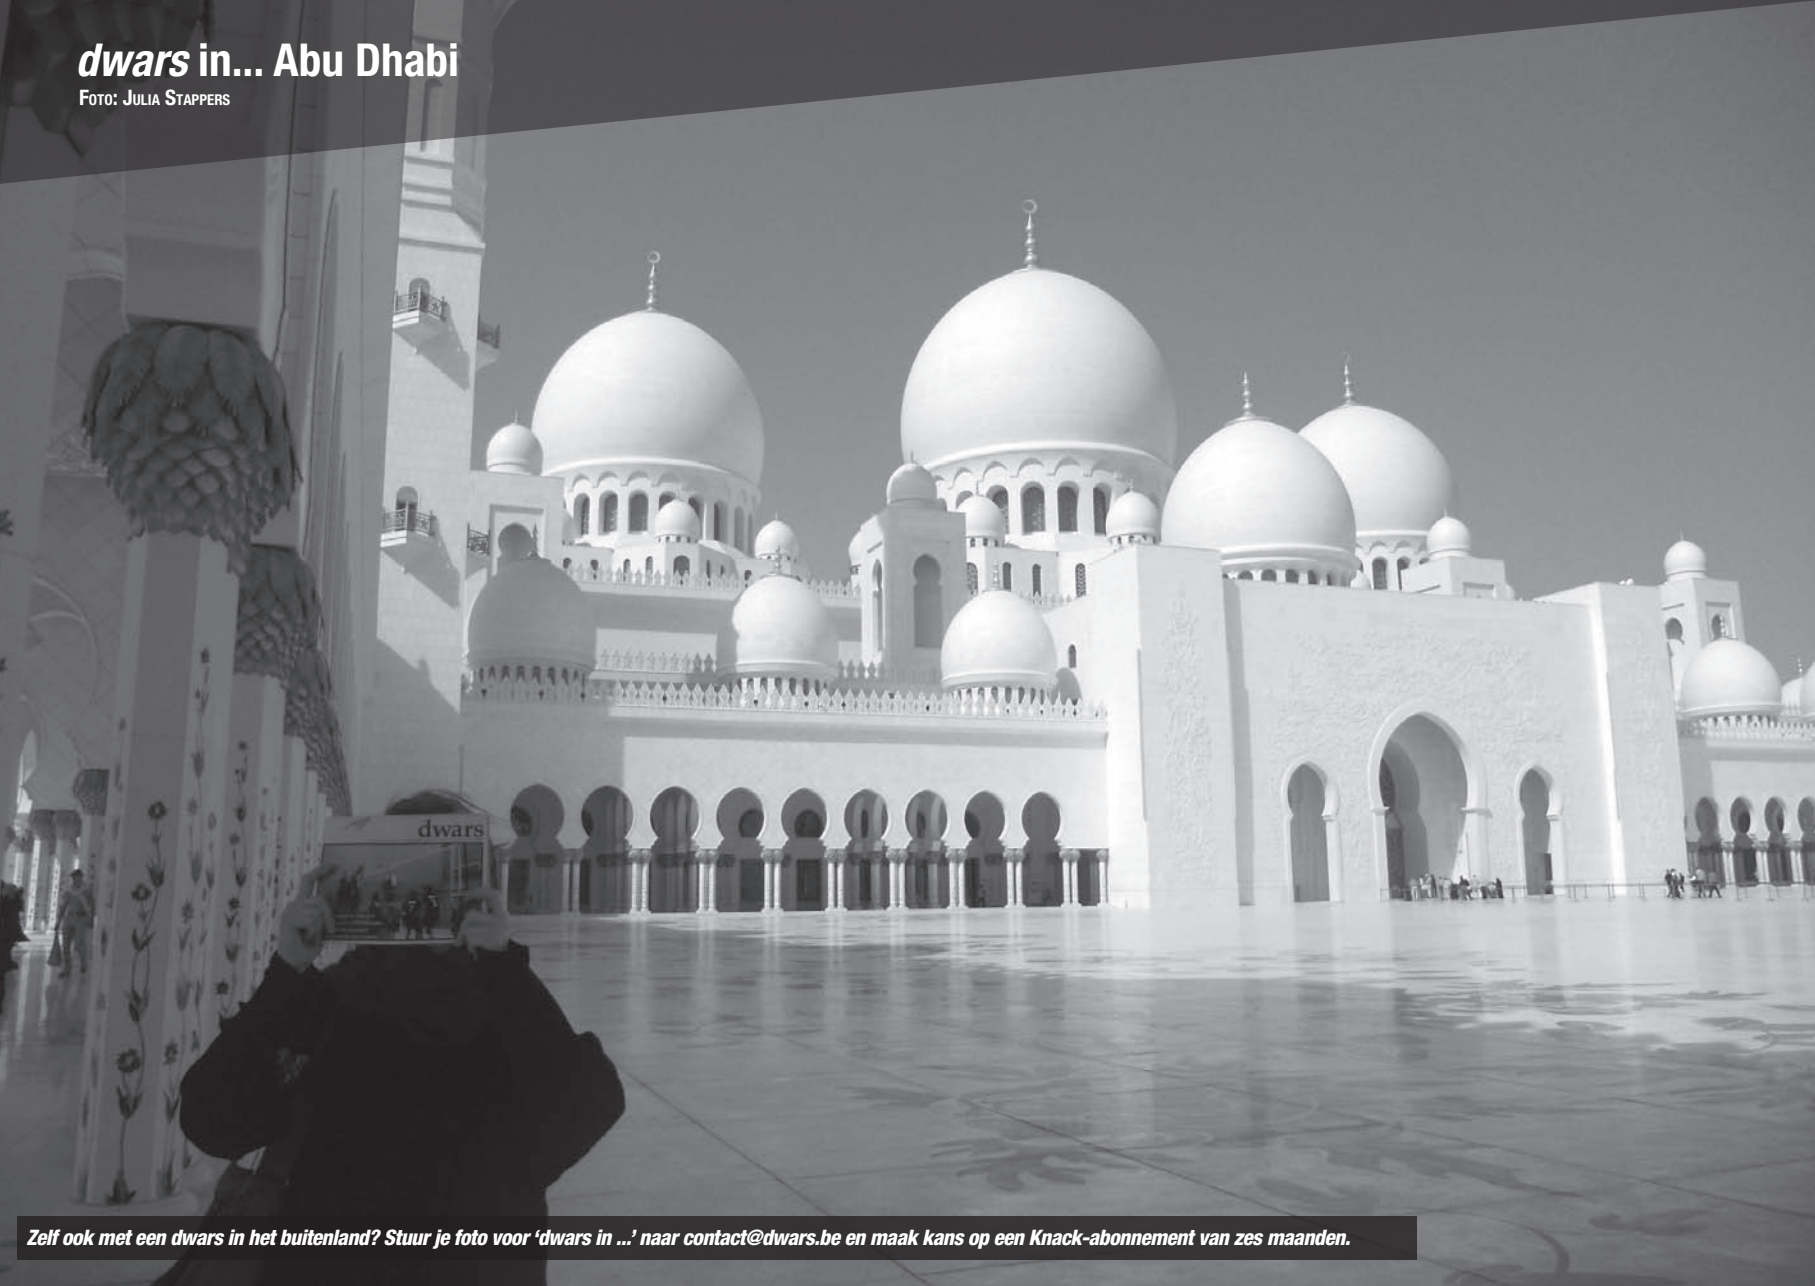 dwars in... Abu Dhabi
Foto: Julia Stappers
dwars
Zelf ook met een dwars in het buitenland? Stuur je foto voor ‘dwars in ...’ naar contact@dwars.be en maak kans op een Knack-abonnement van zes maanden.